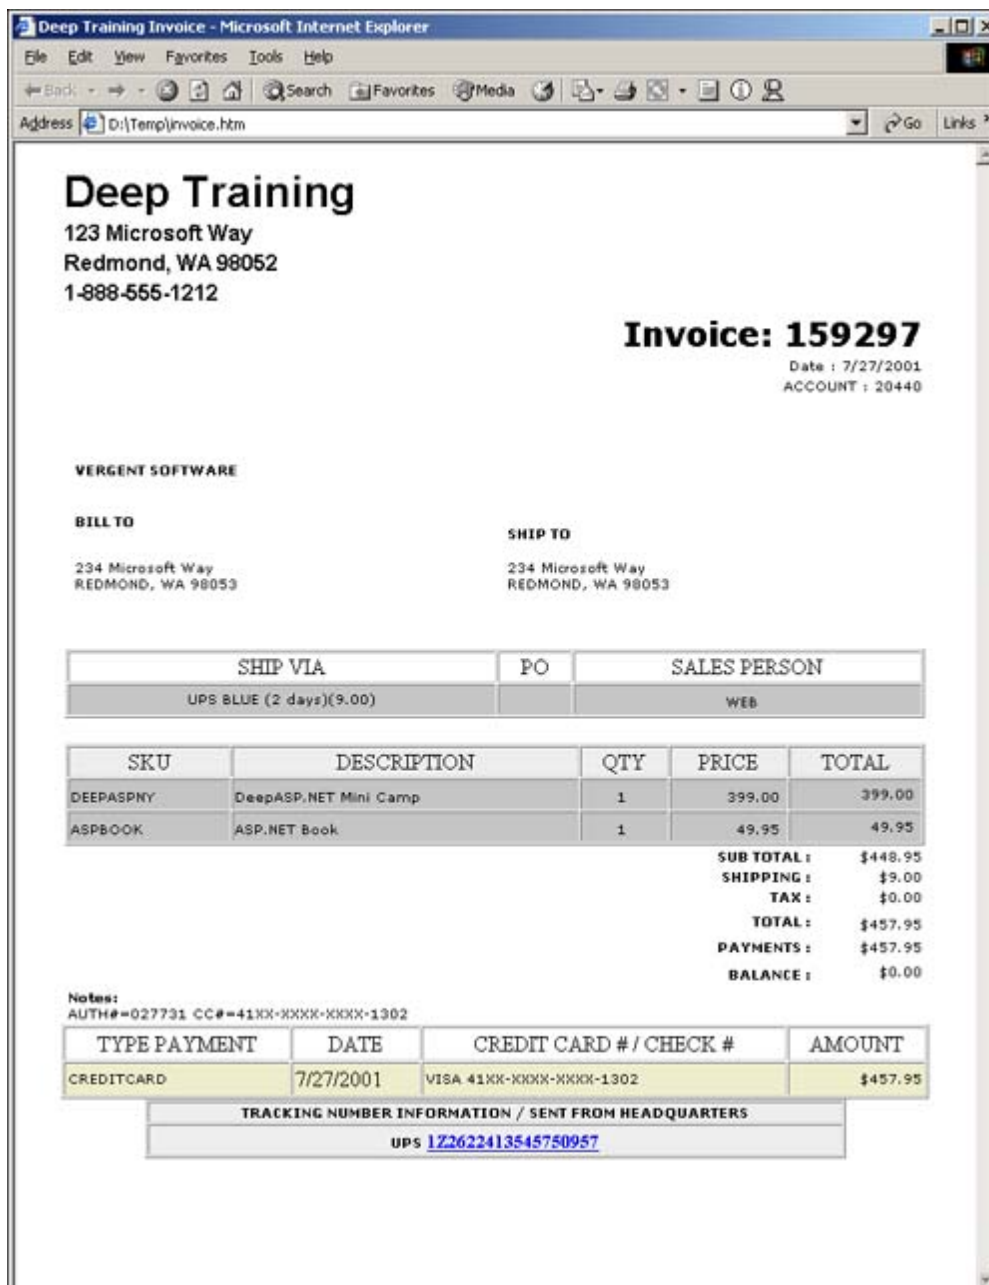 Deep Training Invoice - Microsoft Internet Explorer
File Edit View Favorites Tools Help
Back Search Favorites Media
Address D:\Temp\invoice.htm Go Links »
Deep Training
123 Microsoft Way
Redmond, WA 98052
1-888-555-1212
Invoice: 159297
Date : 7/27/2001
ACCOUNT : 20440
VERGENT SOFTWARE
BILL TO
SHIP TO
234 Microsoft Way 234 Microsoft Way
REDMOND, WA 98053 REDMOND, WA 98053
SHIP VIA PO SALES PERSON
UPS BLUE (2 days)(9.00) WEB
SKU DESCRIPTION QTY PRICE TOTAL
DEEPASPNY DeepASP.NET Mini Camp 1 399.00 399.00
ASPBOOK ASP.NET Book 1 49.95 49.95
SUB TOTAL : $448.95
SHIPPING : $9.00
TAX : $0.00
TOTAL : $457.95
PAYMENTS : $457.95
BALANCE : $0.00
Notes:
AUTH#=027731 CC#=41XX-XXXX-XXXX-1302
TYPE PAYMENT DATE CREDIT CARD # / CHECK # AMOUNT
CREDITCARD 7/27/2001 VISA 41XX-XXXX-XXXX-1302 $457.95
TRACKING NUMBER INFORMATION / SENT FROM HEADQUARTERS
UPS 1Z2622413545750957